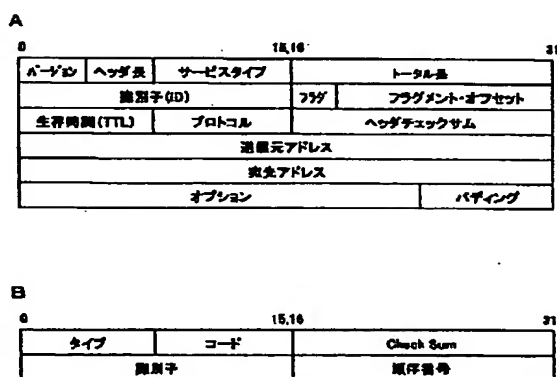 A
0 15,16 31
バージョン ヘッダ長 サービスタイプ トータル長
識別子(ID) フラグ フラグメント・オフセット
生存時間(TTL) プロトコル ヘッダチェックサム
送信元アドレス
宛先アドレス
オプション パディング
B
0 15,16 31
タイプ コード Check Sum
識別子 順序番号